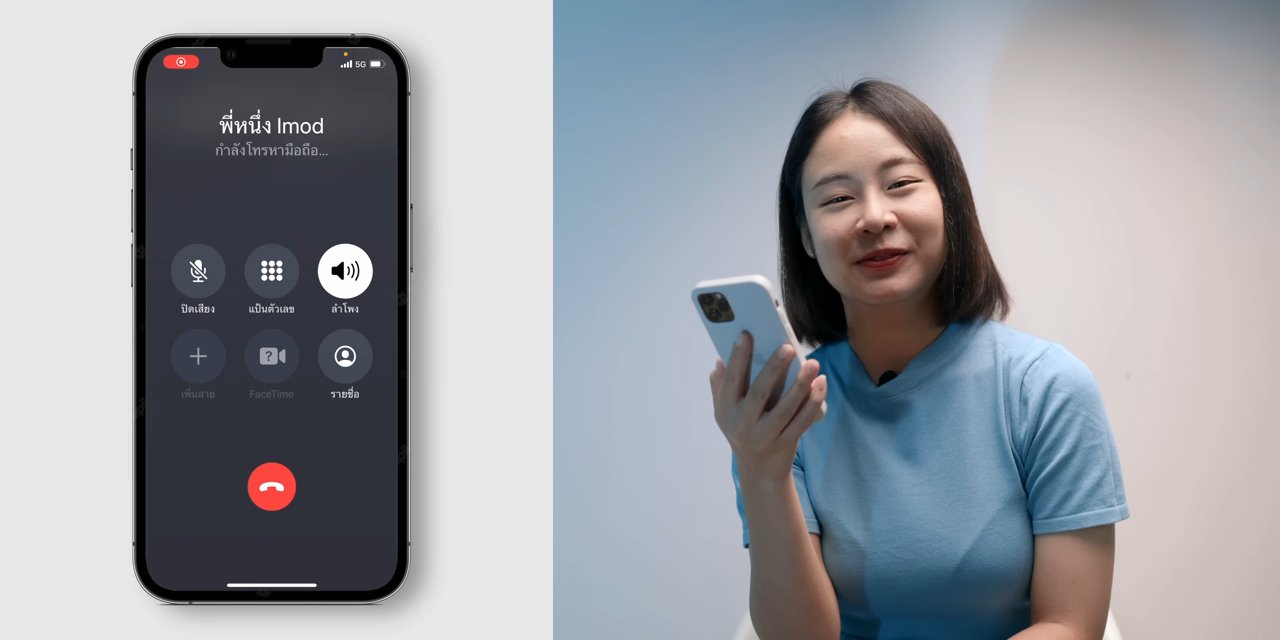 5G
พี่หนึ่ง Imod
กำลังโทรหามือถือ...
ปิดเสียง
แป้นตัวเลข
ลำโพง
?
เพิ่มสาย
FaceTime
รายชื่อ